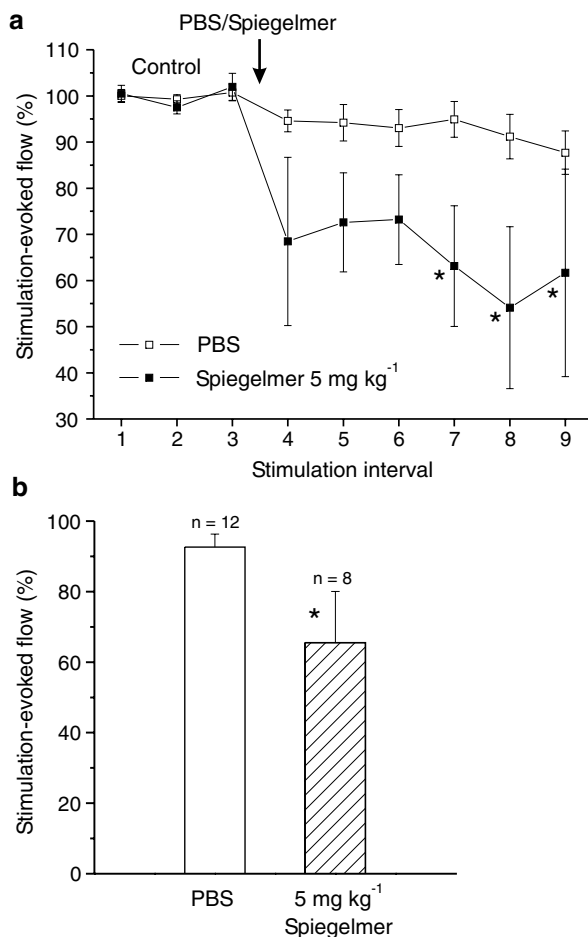 a
PBS/Spiegelmer
Control
Stimulation-evoked flow (%)
110
100
90
80
70
60
50
40
30
* * *
PBS
Spiegelmer 5 mg kg⁻¹
1 2 3 4 5 6 7 8 9
Stimulation interval
b
Stimulation-evoked flow (%)
100
80
60
40
20
0
n = 12
n = 8
*
PBS
5 mg kg⁻¹
Spiegelmer